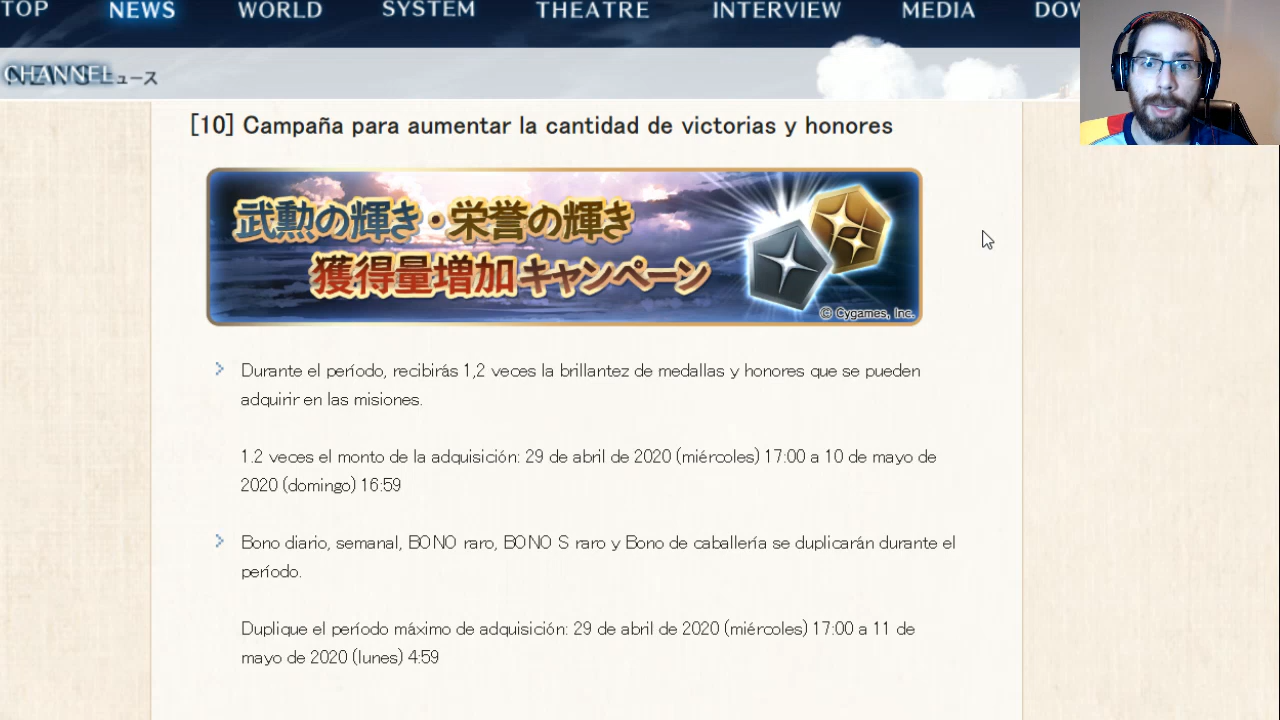 TOP NEWS WORLD SYSTEM THEATRE INTERVIEW MEDIA DOW
CHANNEL ニュース
[10] Campaña para aumentar la cantidad de victorias y honores
武勲の輝き・栄誉の輝き
獲得量増加キャンペーン
© Cygames, Inc.
Durante el período, recibirás 1,2 veces la brillantez de medallas y honores que se pueden
adquirir en las misiones.
1.2 veces el monto de la adquisición: 29 de abril de 2020 (miércoles) 17:00 a 10 de mayo de
2020 (domingo) 16:59
Bono diario, semanal, BONO raro, BONO S raro y Bono de caballería se duplicarán durante el
período.
Duplique el período máximo de adquisición: 29 de abril de 2020 (miércoles) 17:00 a 11 de
mayo de 2020 (lunes) 4:59